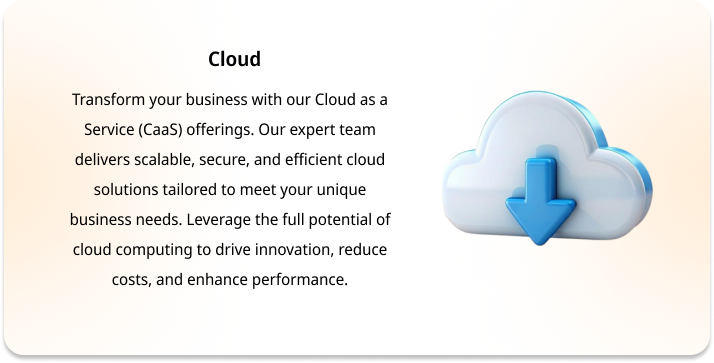 Cloud
Transform your business with our Cloud as a
Service (CaaS) offerings. Our expert team
delivers scalable, secure, and efficient cloud
solutions tailored to meet your unique
business needs. Leverage the full potential of
cloud computing to drive innovation, reduce
costs, and enhance performance.